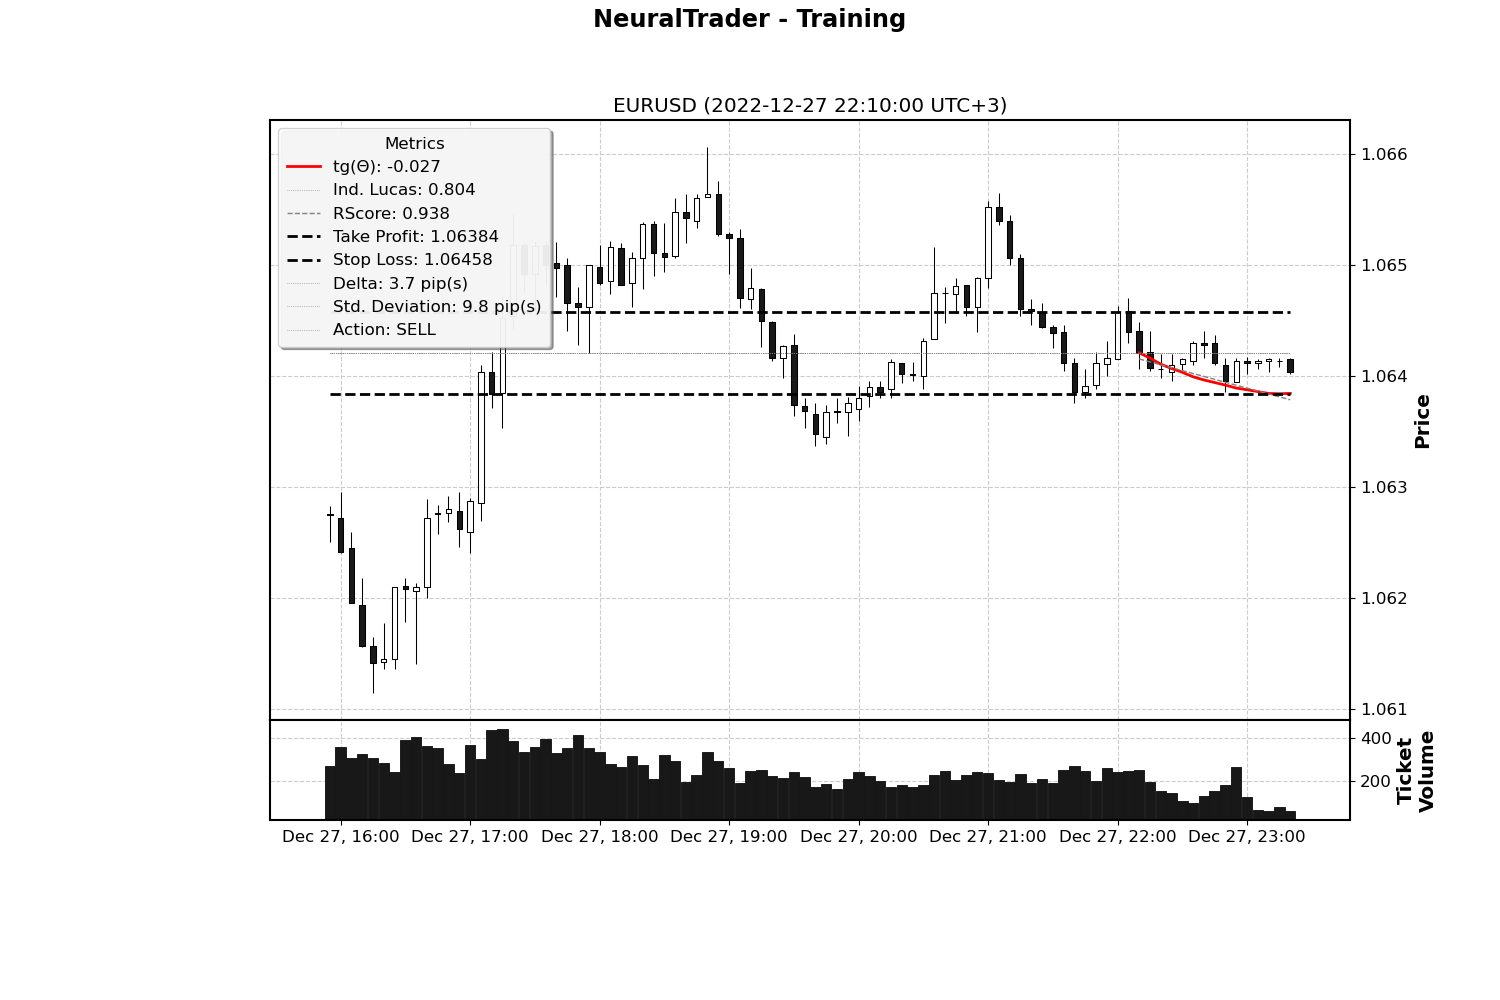 NeuralTrader - Training
EURUSD (2022-12-27 22:10:00 UTC+3)
Metrics
tg(Θ): -0.027
Ind. Lucas: 0.804
RScore: 0.938
Take Profit: 1.06384
Stop Loss: 1.06458
Delta: 3.7 pip(s)
Std. Deviation: 9.8 pip(s)
Action: SELL
1.066
1.065
1.064
1.063
1.062
1.061
Price
400
200
Ticket
Volume
Dec 27, 16:00 Dec 27, 17:00 Dec 27, 18:00 Dec 27, 19:00 Dec 27, 20:00 Dec 27, 21:00 Dec 27, 22:00 Dec 27, 23:00